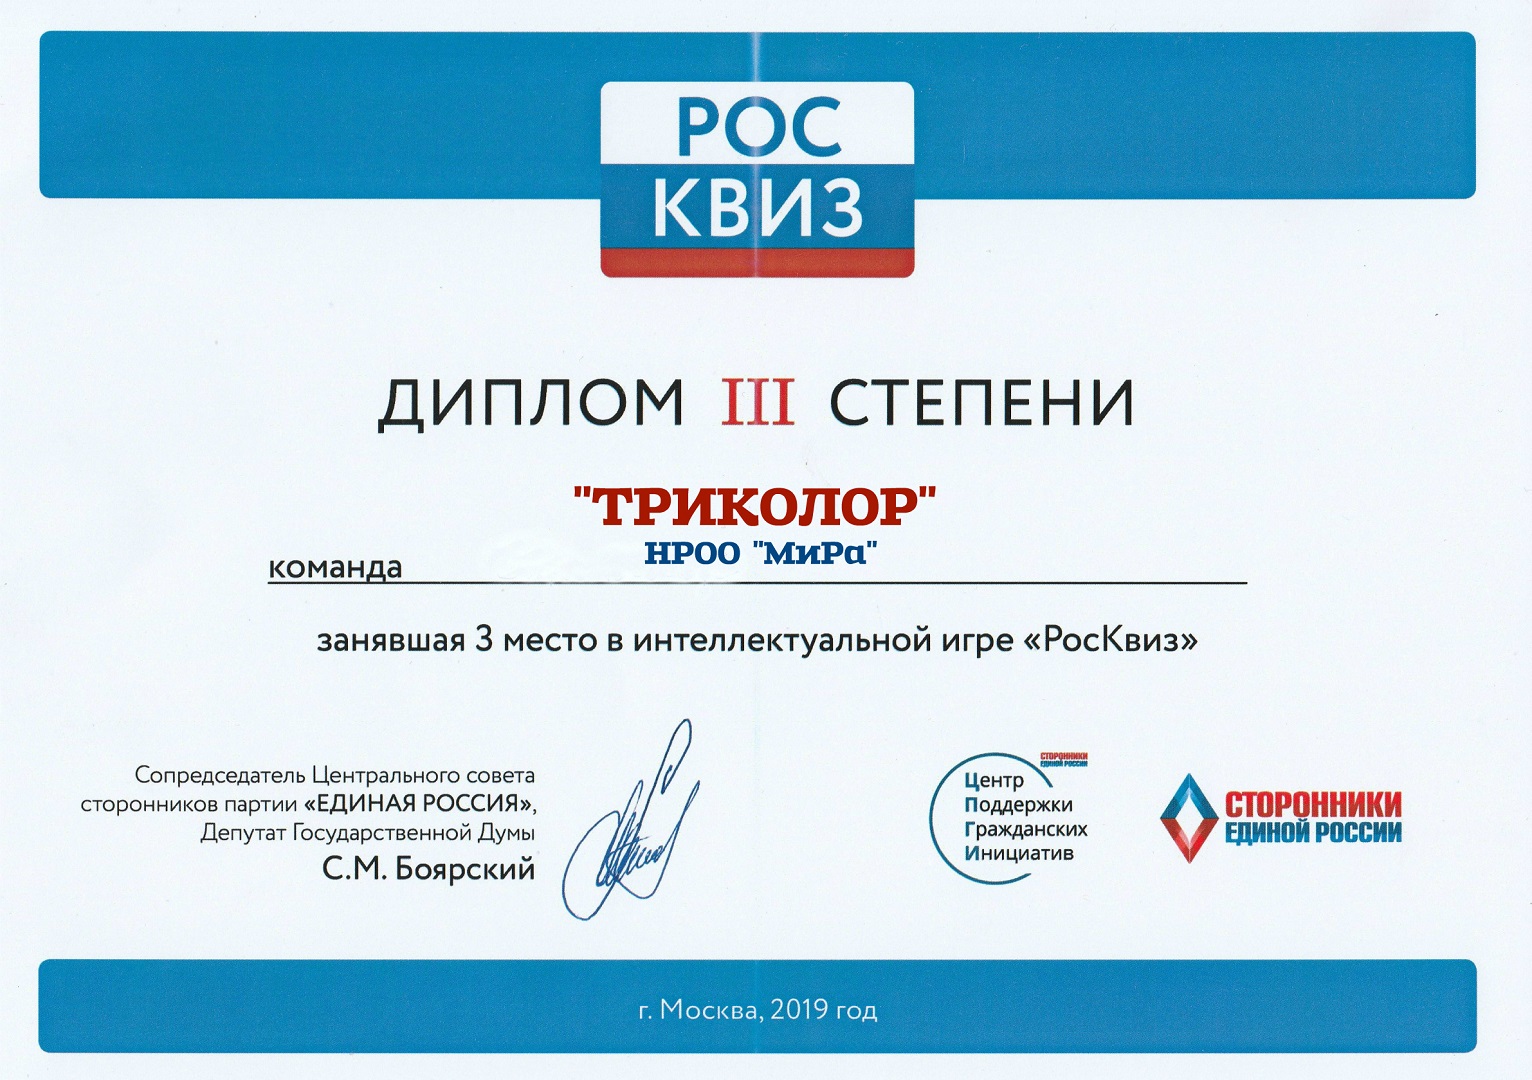 РОС
КВИЗ
ДИПЛОМ III СТЕПЕНИ
"ТРИКОЛОР"
НРОО "МиРа"
команда
занявшая 3 место в интеллектуальной игре «РосКвиз»
Сопредседатель Центрального совета
сторонников партии «ЕДИНАЯ РОССИЯ»,
Депутат Государственной Думы
С.М. Боярский
СТОРОННИКИ
ЕДИНОЙ РОССИИ
Центр
Поддержки
Гражданских
Инициатив
СТОРОННИКИ
ЕДИНОЙ РОССИИ
г. Москва, 2019 год